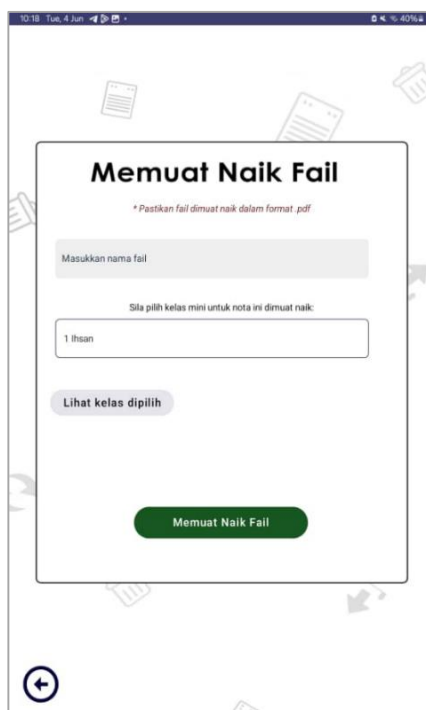 10:18 Tue, 4 Jun
40%
Memuat Naik Fail
* Pastikan fail dimuat naik dalam format .pdf
Masukkan nama fail
Sila pilih kelas mini untuk nota ini dimuat naik:
1 Ihsan
Lihat kelas dipilih
Memuat Naik Fail